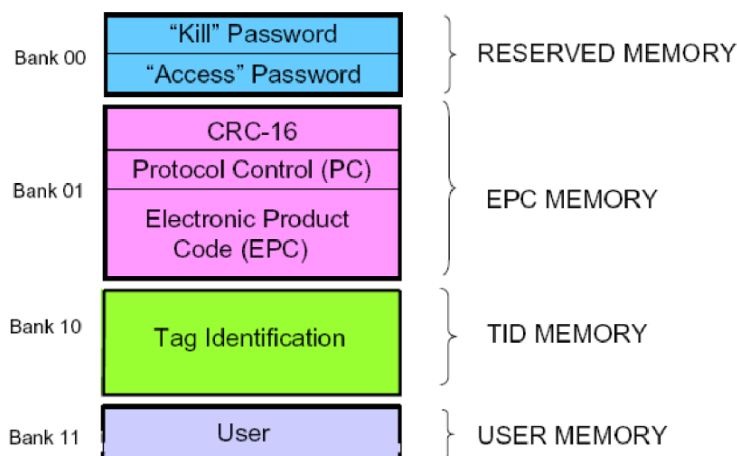 Bank 00
“Kill” Password
“Access” Password
RESERVED MEMORY
Bank 01
CRC-16
Protocol Control (PC)
Electronic Product
Code (EPC)
EPC MEMORY
Bank 10
Tag Identification
TID MEMORY
Bank 11
User
USER MEMORY